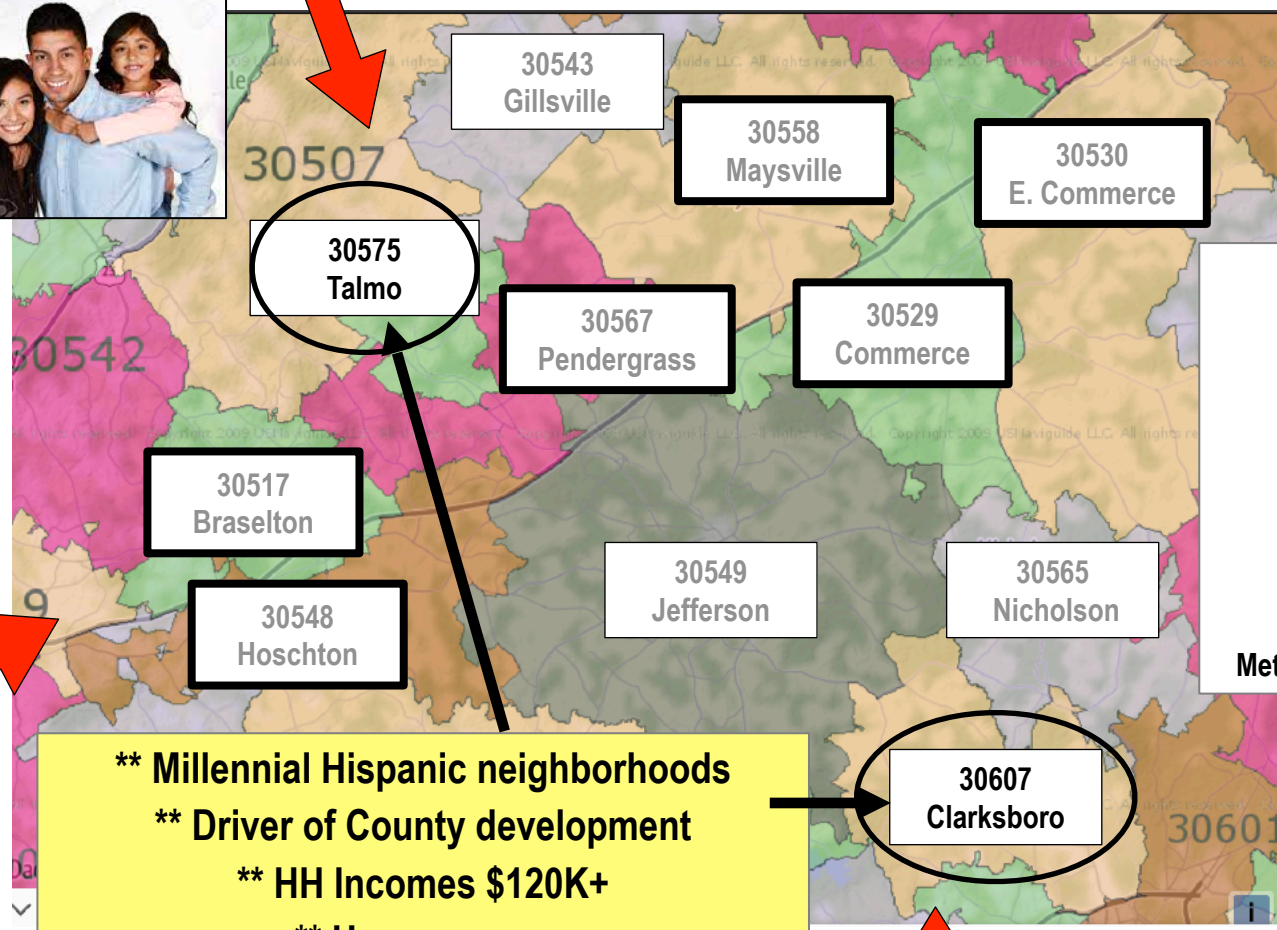 30543
Gillsville
30507
30558
Maysville
30530
E. Commerce
30575
Talmo
30567
Pendergrass
30529
Commerce
30542
30517
Braselton
30549
Jefferson
30565
Nicholson
9
30548
Hoschton
Met
** Millennial Hispanic neighborhoods
** Driver of County development
** HH Incomes $120K+
30607
Clarksboro
30601
i